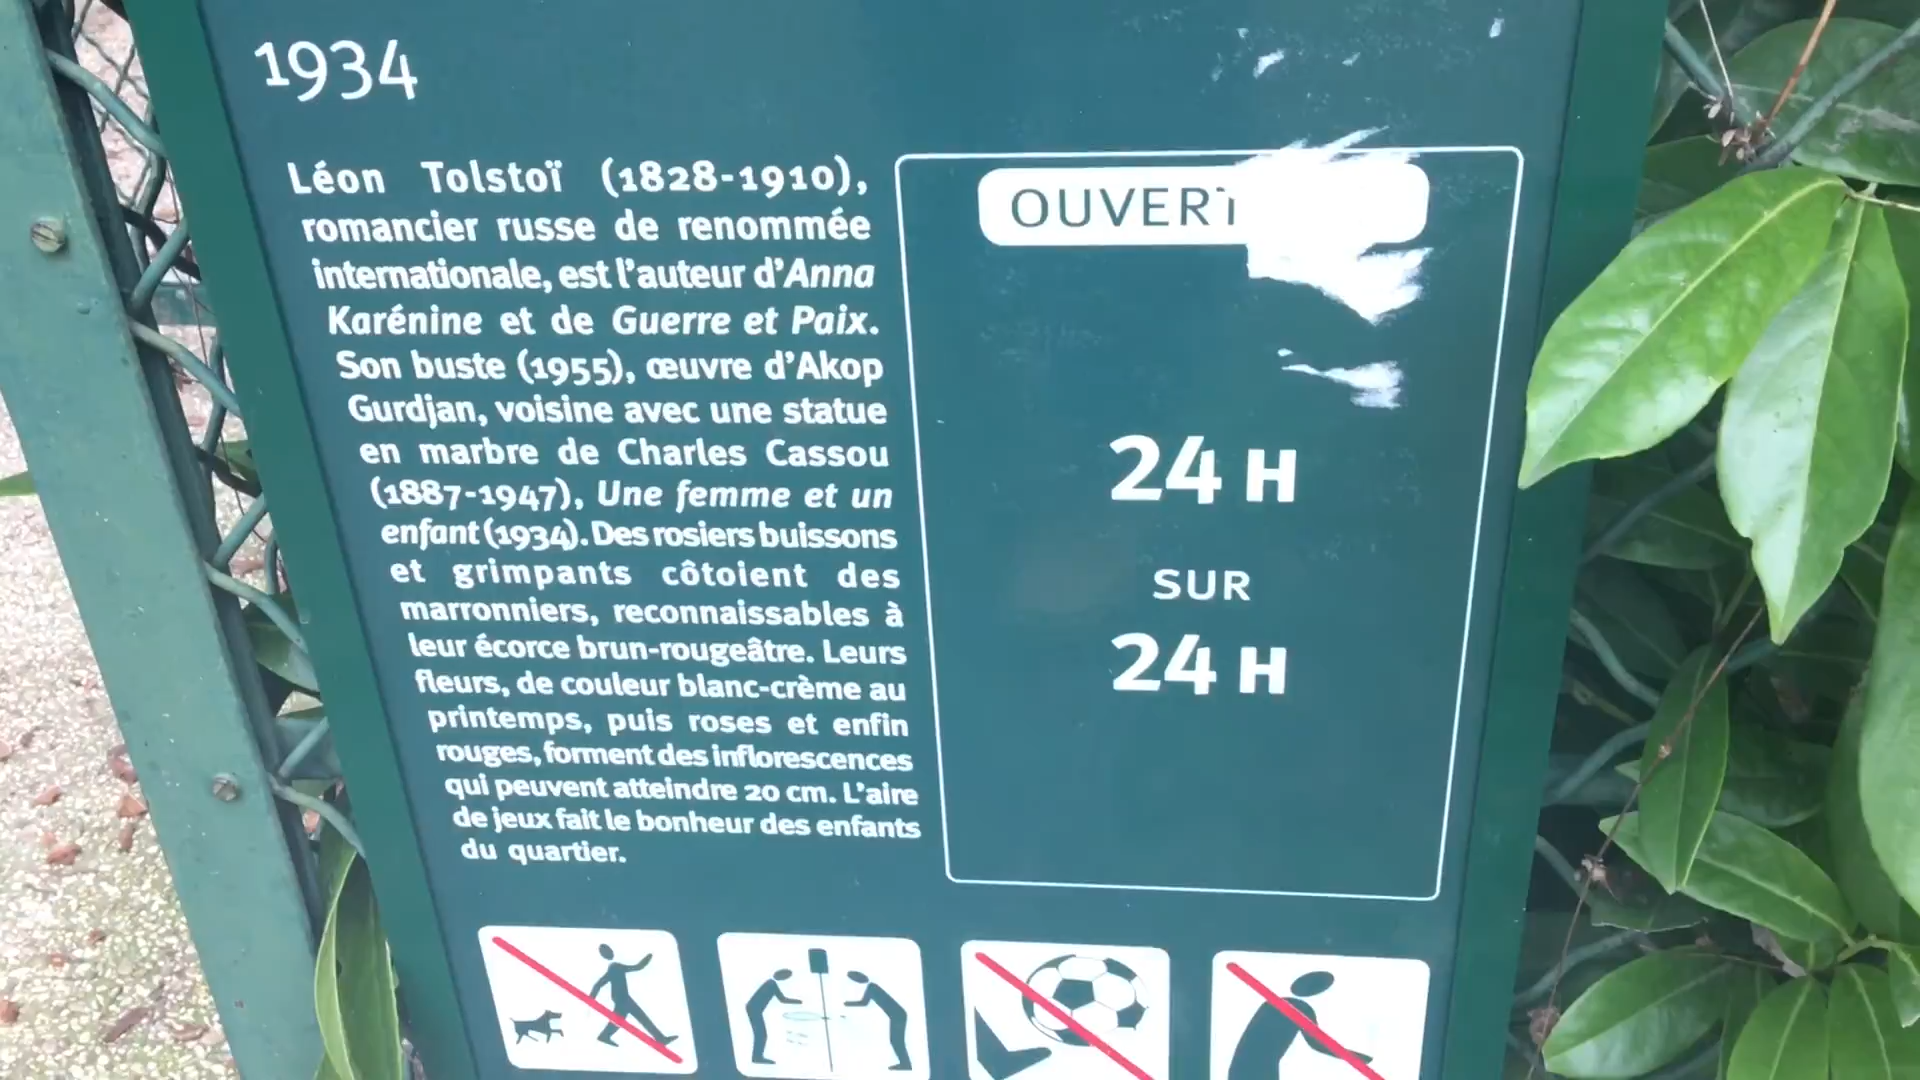 1934
Léon Tolstoï (1828-1910),
romancier russe de renommée
internationale, est l'auteur d'Anna
Karénine et de Guerre et Paix.
Son buste (1955), œuvre d'Akop
Gurdjan, voisine avec une statue
en marbre de Charles Cassou
(1887-1947), Une femme et un
enfant (1934). Des rosiers buissons
et grimpants côtoient des
marronniers, reconnaissables à
leur écorce brun-rougeâtre. Leurs
fleurs, de couleur blanc-crème au
printemps, puis roses et enfin
rouges, forment des inflorescences
qui peuvent atteindre 20 cm. L'aire
de jeux fait le bonheur des enfants
du quartier.
OUVERT
24 H
SUR
24 H